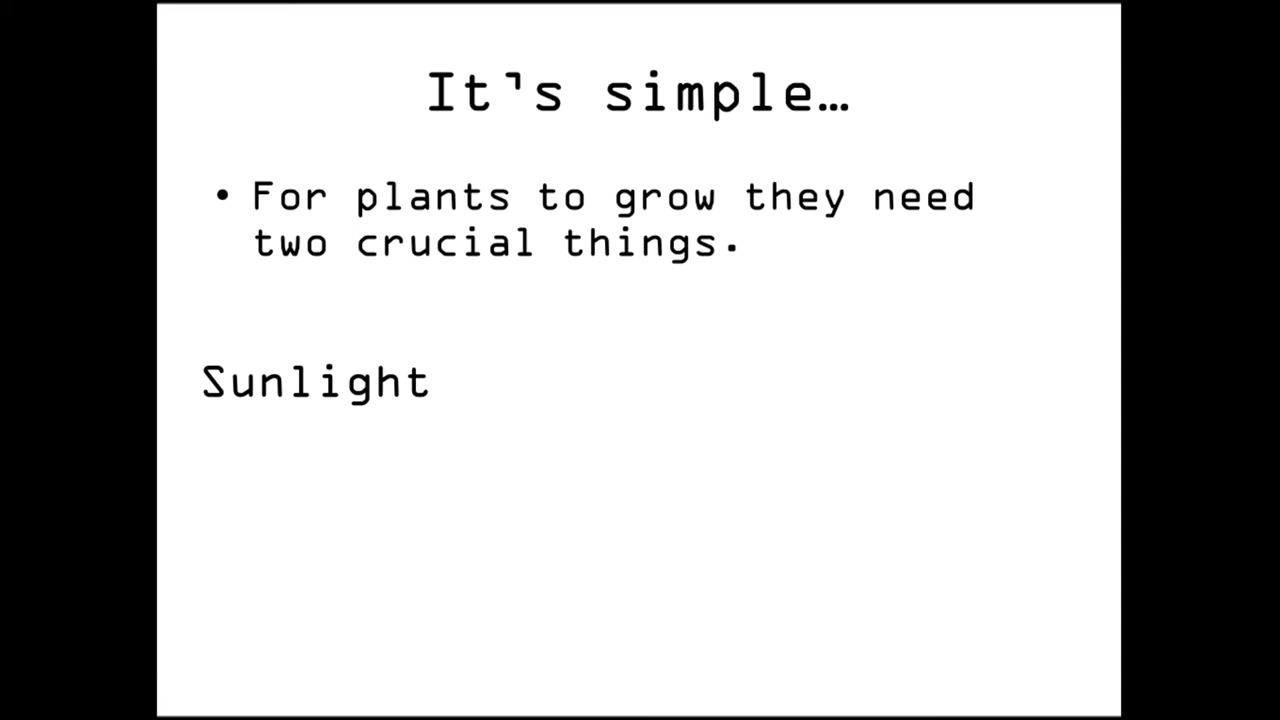 It's simple…
• For plants to grow they need
two crucial things.
Sunlight